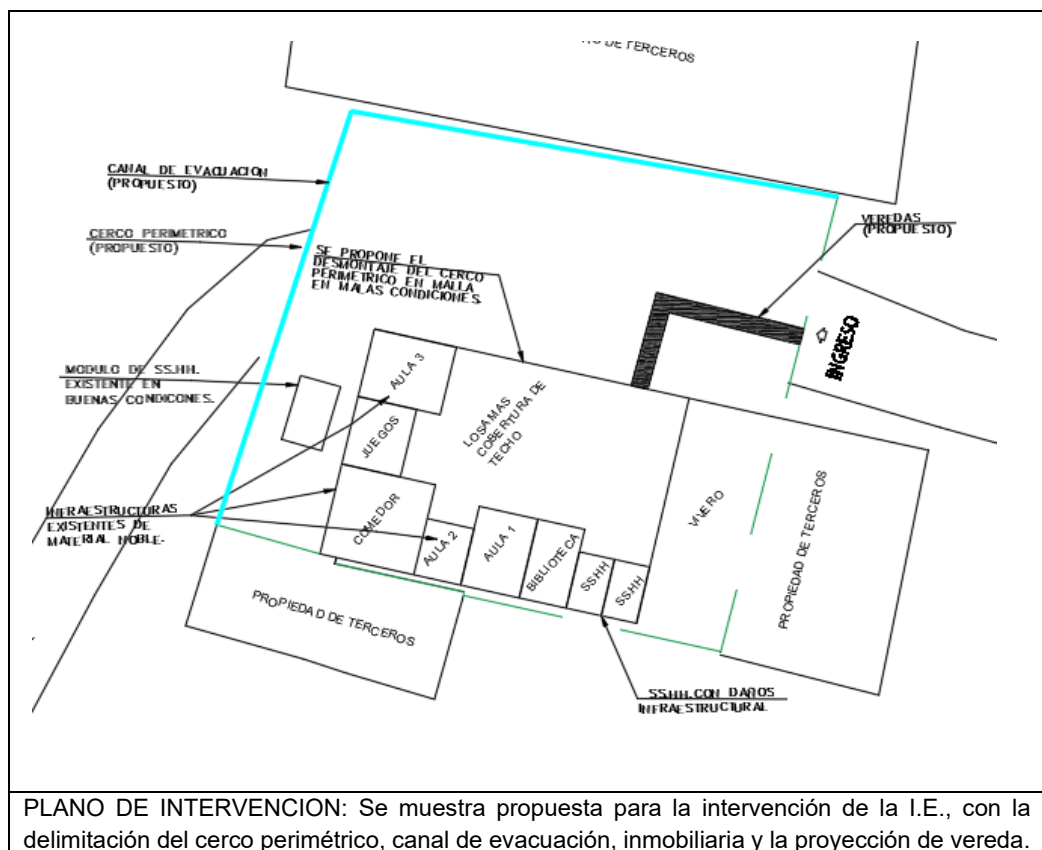 DE TERCEROS
CANAL DE EVACUACION
(PROPUESTO)
CERCO PERIMETRICO
(PROPUESTO)
SE PROPONE EL
DESMONTAJE DEL CERCO
PERIMETRICO EN MALLA
EN MALAS CONDICIONES.
VEREDAS
(PROPUESTO)
INGRESO
MODULO DE SS.HH.
EXISTENTE EN
BUENAS CONDICONES.
AULA 3
JUEGOS
LOSAMAS
COBERTURA DE
TECHO
INFRAESTRUCTURAS
EXISTENTES DE
MATERIAL NOBLE-
COMEDOR
AULA 2
AULA 1
BIBLIOTECA
SSHH
SSHH
VIVERO
PROPIEDAD DE TERCEROS
PROPIEDAD DE TERCEROS
SS.HH. CON DAÑOS
INFRAESTRUCTURAL
PLANO DE INTERVENCION: Se muestra propuesta para la intervención de la I.E., con la
delimitación del cerco perimétrico, canal de evacuación, inmobiliaria y la proyección de vereda.